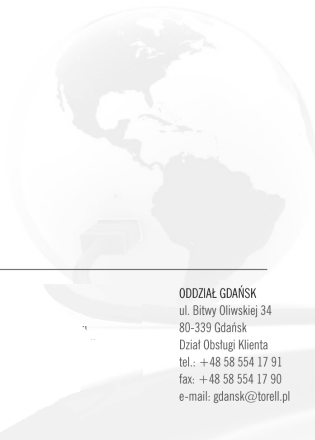 ODDZIAŁ GDAŃSK
ul. Bitwy Oliwskiej 34
80-339 Gdańsk
Dział Obsługi Klienta
tel.: +48 58 554 17 91
fax: +48 58 554 17 90
e-mail: gdansk@torell.pl